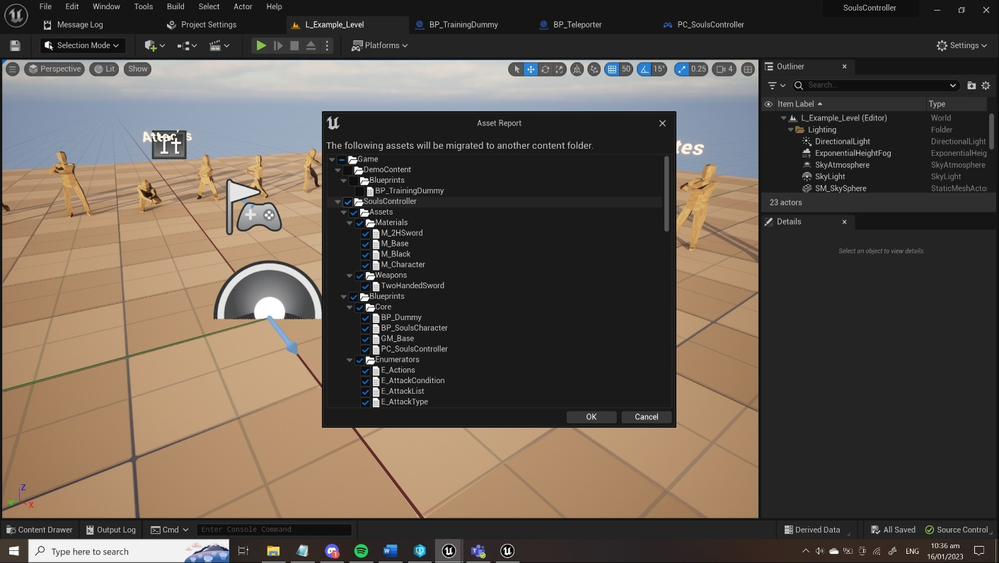 File Edit Window Tools Build Select Actor Help
SoulsController
Message Log Project Settings L_Example_Level BP_TrainingDummy BP_Teleporter PC_SoulsController
Selection Mode Platforms Settings
Perspective Lit Show 50 15° 0.25 4
Outliner
Search...
Item Label Type
L_Example_Level (Editor) World
Lighting Folder
DirectionalLight DirectionalLight
ExponentialHeightFog ExponentialHeig
SkyAtmosphere SkyAtmosphere
SkyLight SkyLight
SM_SkySphere StaticMeshActo
23 actors
Details
Select an object to view details.
Attacks
Tt
tes
Asset Report
The following assets will be migrated to another content folder.
Game
DemoContent
Blueprints
BP_TrainingDummy
SoulsController
Assets
Materials
M_2HSword
M_Base
M_Black
M_Character
Weapons
TwoHandedSword
Blueprints
Core
BP_Dummy
BP_SoulsCharacter
GM_Base
PC_SoulsController
Enumerators
E_Actions
E_AttackCondition
E_AttackList
E_AttackType
OK Cancel
Z
Y X
Content Drawer Output Log Cmd Enter Console Command Derived Data All Saved Source Control
Type here to search
ENG
10:36 am
16/01/2023